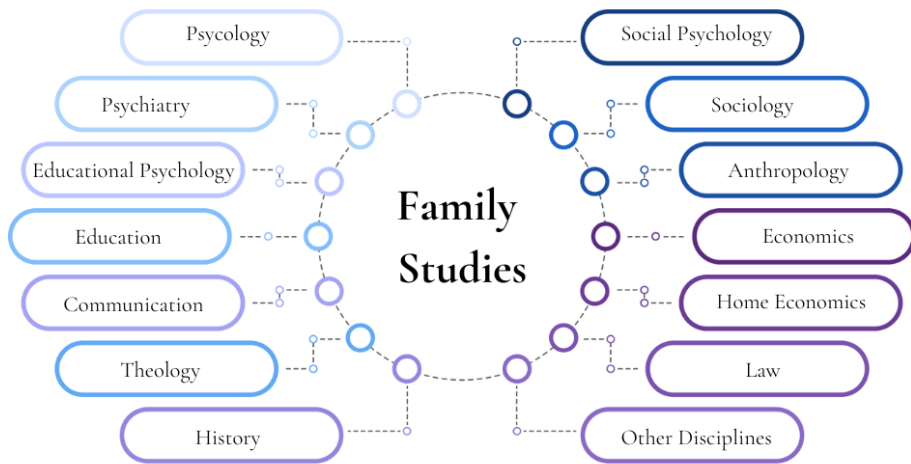 Psycology
Psychiatry
Educational Psychology
Education
Communication
Theology
History
Family
Studies
Social Psychology
Sociology
Anthropology
Economics
Home Economics
Law
Other Disciplines